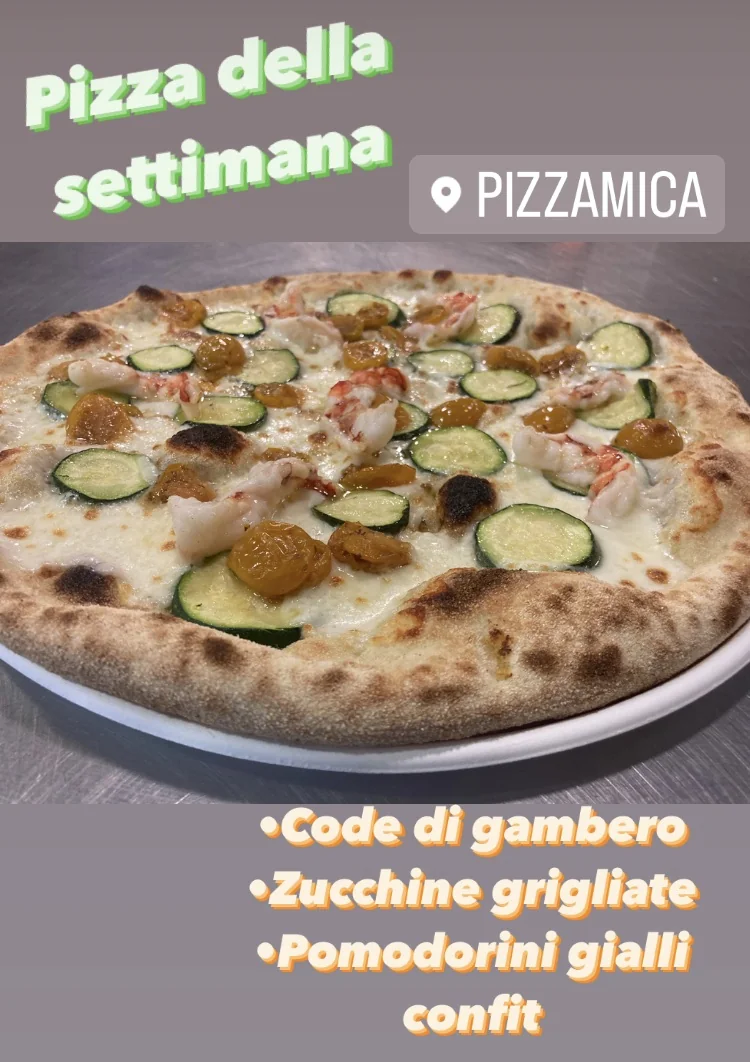 Pizza della
settimana
PIZZAMICA
•Code di gambero
•Zucchine grigliate
•Pomodorini gialli
confit